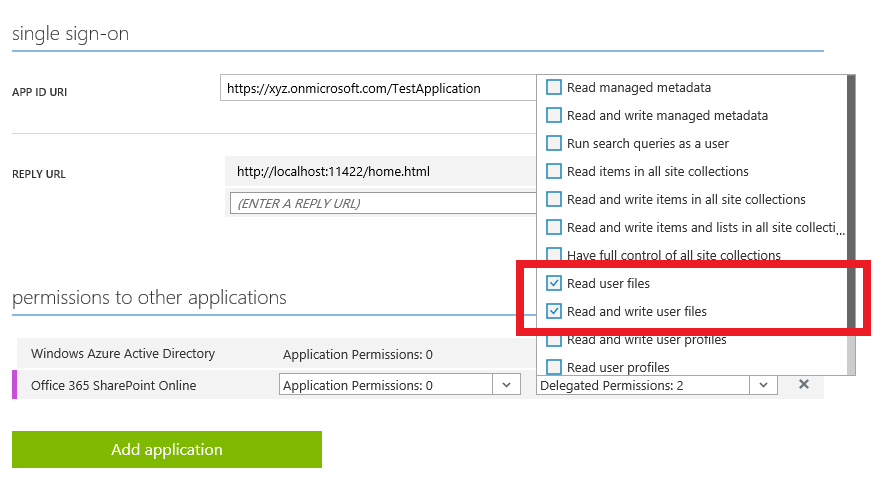 single sign-on
APP ID URI
https://xyz.onmicrosoft.com/TestApplication
Read managed metadata
Read and write managed metadata
Run search queries as a user
REPLY URL
http://localhost:11422/home.html
Read items in all site collections
(ENTER A REPLY URL)
Read and write items in all site collections
Read and write items and lists in all site collecti...
Have full control of all site collections
Read user files
permissions to other applications
Read and write user files
Read and write user profiles
Windows Azure Active Directory Application Permissions: 0
Read user profiles
Office 365 SharePoint Online Application Permissions: 0 Delegated Permissions: 2
Add application